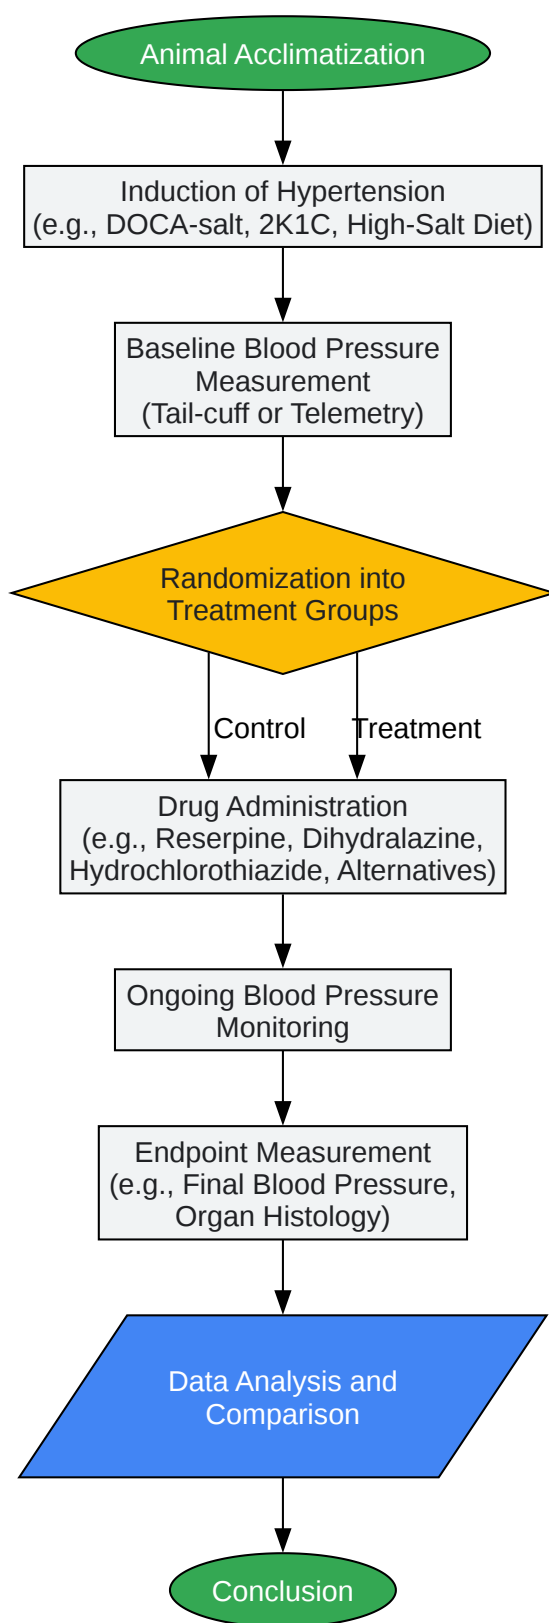 Animal Acclimatization
Induction of Hypertension
(e.g., DOCA-salt, 2K1C, High-Salt Diet)
Baseline Blood Pressure
Measurement
(Tail-cuff or Telemetry)
Randomization into
Treatment Groups
Control
Treatment
Drug Administration
(e.g., Reserpine, Dihydralazine,
Hydrochlorothiazide, Alternatives)
Ongoing Blood Pressure
Monitoring
Endpoint Measurement
(e.g., Final Blood Pressure,
Organ Histology)
Data Analysis and
Comparison
Conclusion